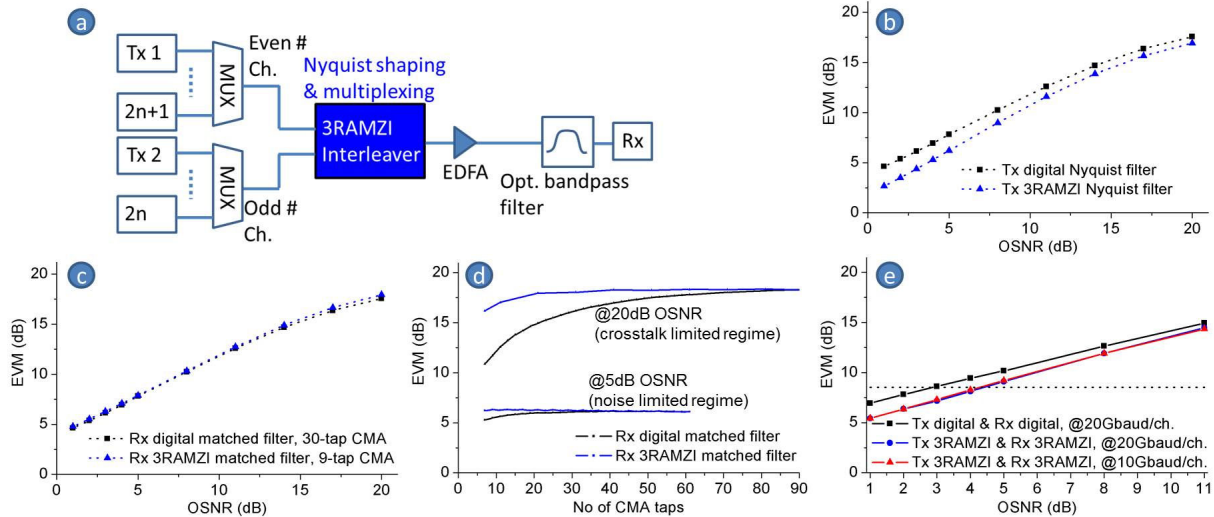 a
Tx 1
2n+1
Tx 2
2n
MUX
MUX
Even #
Ch.
Odd #
Ch.
Nyquist shaping
& multiplexing
3RAMZI
Interleaver
EDFA
Opt. bandpass
filter
Rx
b
EVM (dB)
20
15
10
5
0
Tx digital Nyquist filter
Tx 3RAMZI Nyquist filter
0 5 10 15 20
OSNR (dB)
c
EVM (dB)
20
15
10
5
0
Rx digital matched filter, 30-tap CMA
Rx 3RAMZI matched filter, 9-tap CMA
0 5 10 15 20
OSNR (dB)
d
EVM (dB)
20
15
10
5
0
@20dB OSNR
(crosstalk limited regime)
@5dB OSNR
(noise limited regime)
Rx digital matched filter
Rx 3RAMZI matched filter
0 10 20 30 40 50 60 70 80 90
No of CMA taps
e
EVM (dB)
20
15
10
5
0
Tx digital & Rx digital, @20Gbaud/ch.
Tx 3RAMZI & Rx 3RAMZI, @20Gbaud/ch.
Tx 3RAMZI & Rx 3RAMZI, @10Gbaud/ch.
1 2 3 4 5 6 7 8 9 10 11
OSNR (dB)